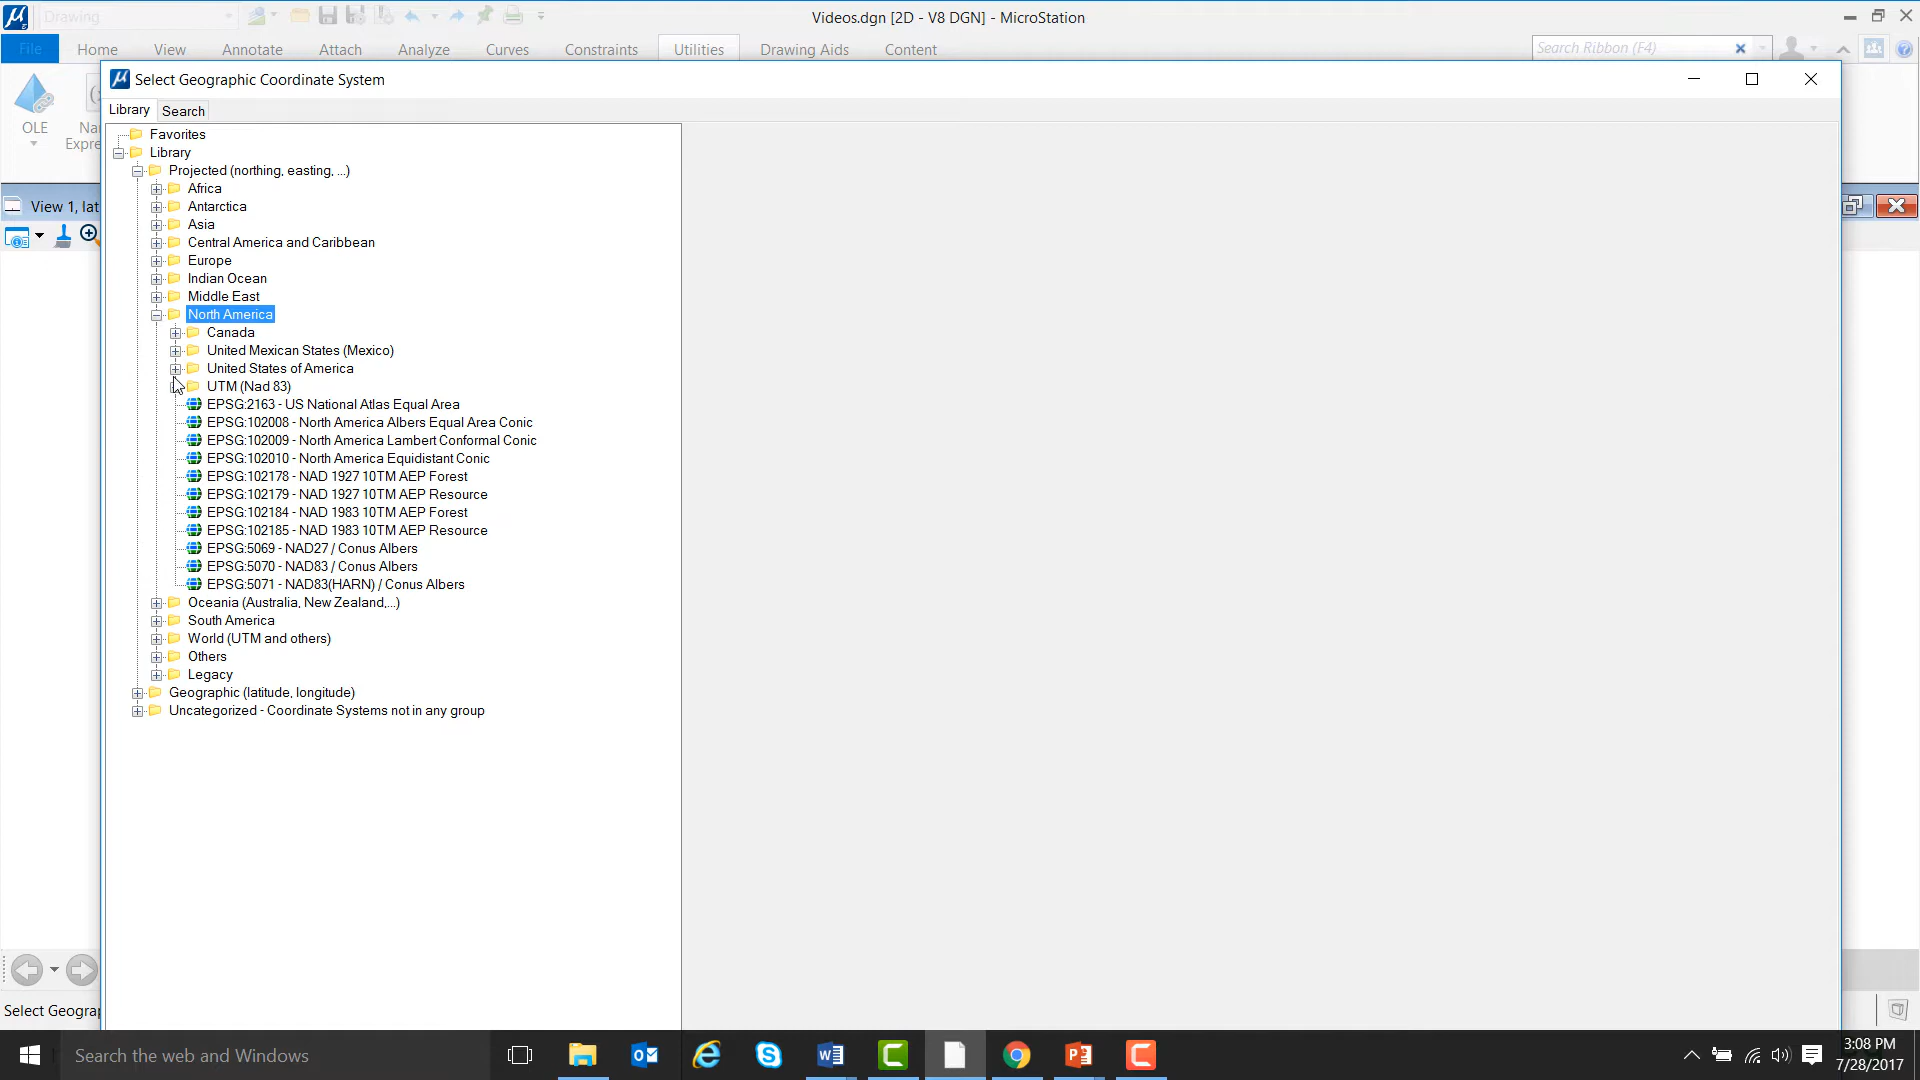 Drawing
Videos.dgn [2D - V8 DGN] - MicroStation
File Home View Annotate Attach Analyze Curves Constraints Utilities Drawing Aids Content
Search Ribbon (F4)
Select Geographic Coordinate System
Library Search
OLE
Na
Expre
View 1, lat
Favorites
Library
Projected (northing, easting, ...)
Africa
Antarctica
Asia
Central America and Caribbean
Europe
Indian Ocean
Middle East
North America
Canada
United Mexican States (Mexico)
United States of America
UTM (Nad 83)
EPSG:2163 - US National Atlas Equal Area
EPSG:102008 - North America Albers Equal Area Conic
EPSG:102009 - North America Lambert Conformal Conic
EPSG:102010 - North America Equidistant Conic
EPSG:102178 - NAD 1927 10TM AEP Forest
EPSG:102179 - NAD 1927 10TM AEP Resource
EPSG:102184 - NAD 1983 10TM AEP Forest
EPSG:102185 - NAD 1983 10TM AEP Resource
EPSG:5069 - NAD27 / Conus Albers
EPSG:5070 - NAD83 / Conus Albers
EPSG:5071 - NAD83(HARN) / Conus Albers
Oceania (Australia, New Zealand,...)
South America
World (UTM and others)
Others
Legacy
Geographic (latitude, longitude)
Uncategorized - Coordinate Systems not in any group
Select Geogra
Search the web and Windows
3:08 PM
7/28/2017